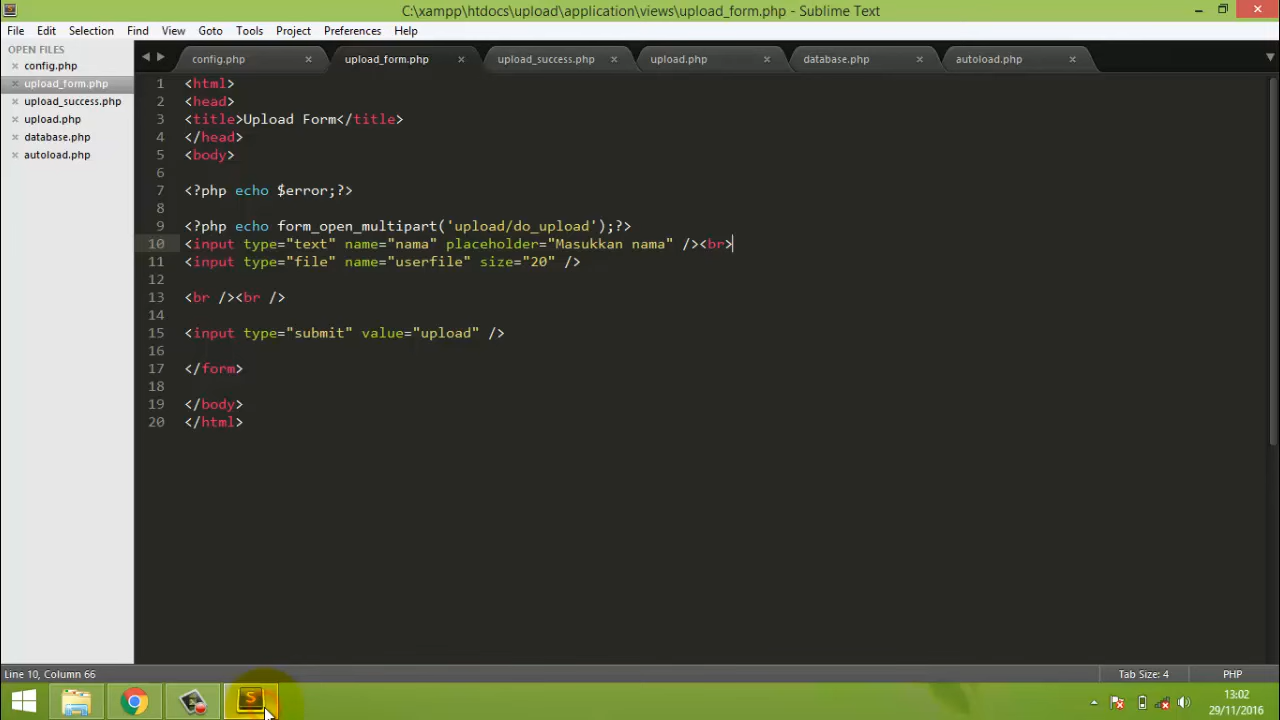 C:\xampp\htdocs\upload\application\views\upload_form.php - Sublime Text
File Edit Selection Find View Goto Tools Project Preferences Help
OPEN FILES
config.php
upload_form.php
upload_success.php
upload.php
database.php
autoload.php
config.php upload_form.php upload_success.php upload.php database.php autoload.php
1 <html>
2 <head>
3 <title>Upload Form</title>
4 </head>
5 <body>
6
7 <?php echo $error;?>
8
9 <?php echo form_open_multipart('upload/do_upload');?>
10 <input type="text" name="nama" placeholder="Masukkan nama" /><br>
11 <input type="file" name="userfile" size="20" />
12
13 <br /><br />
14
15 <input type="submit" value="upload" />
16
17 </form>
18
19 </body>
20 </html>
Line 10, Column 66 Tab Size: 4 PHP
13:02
29/11/2016